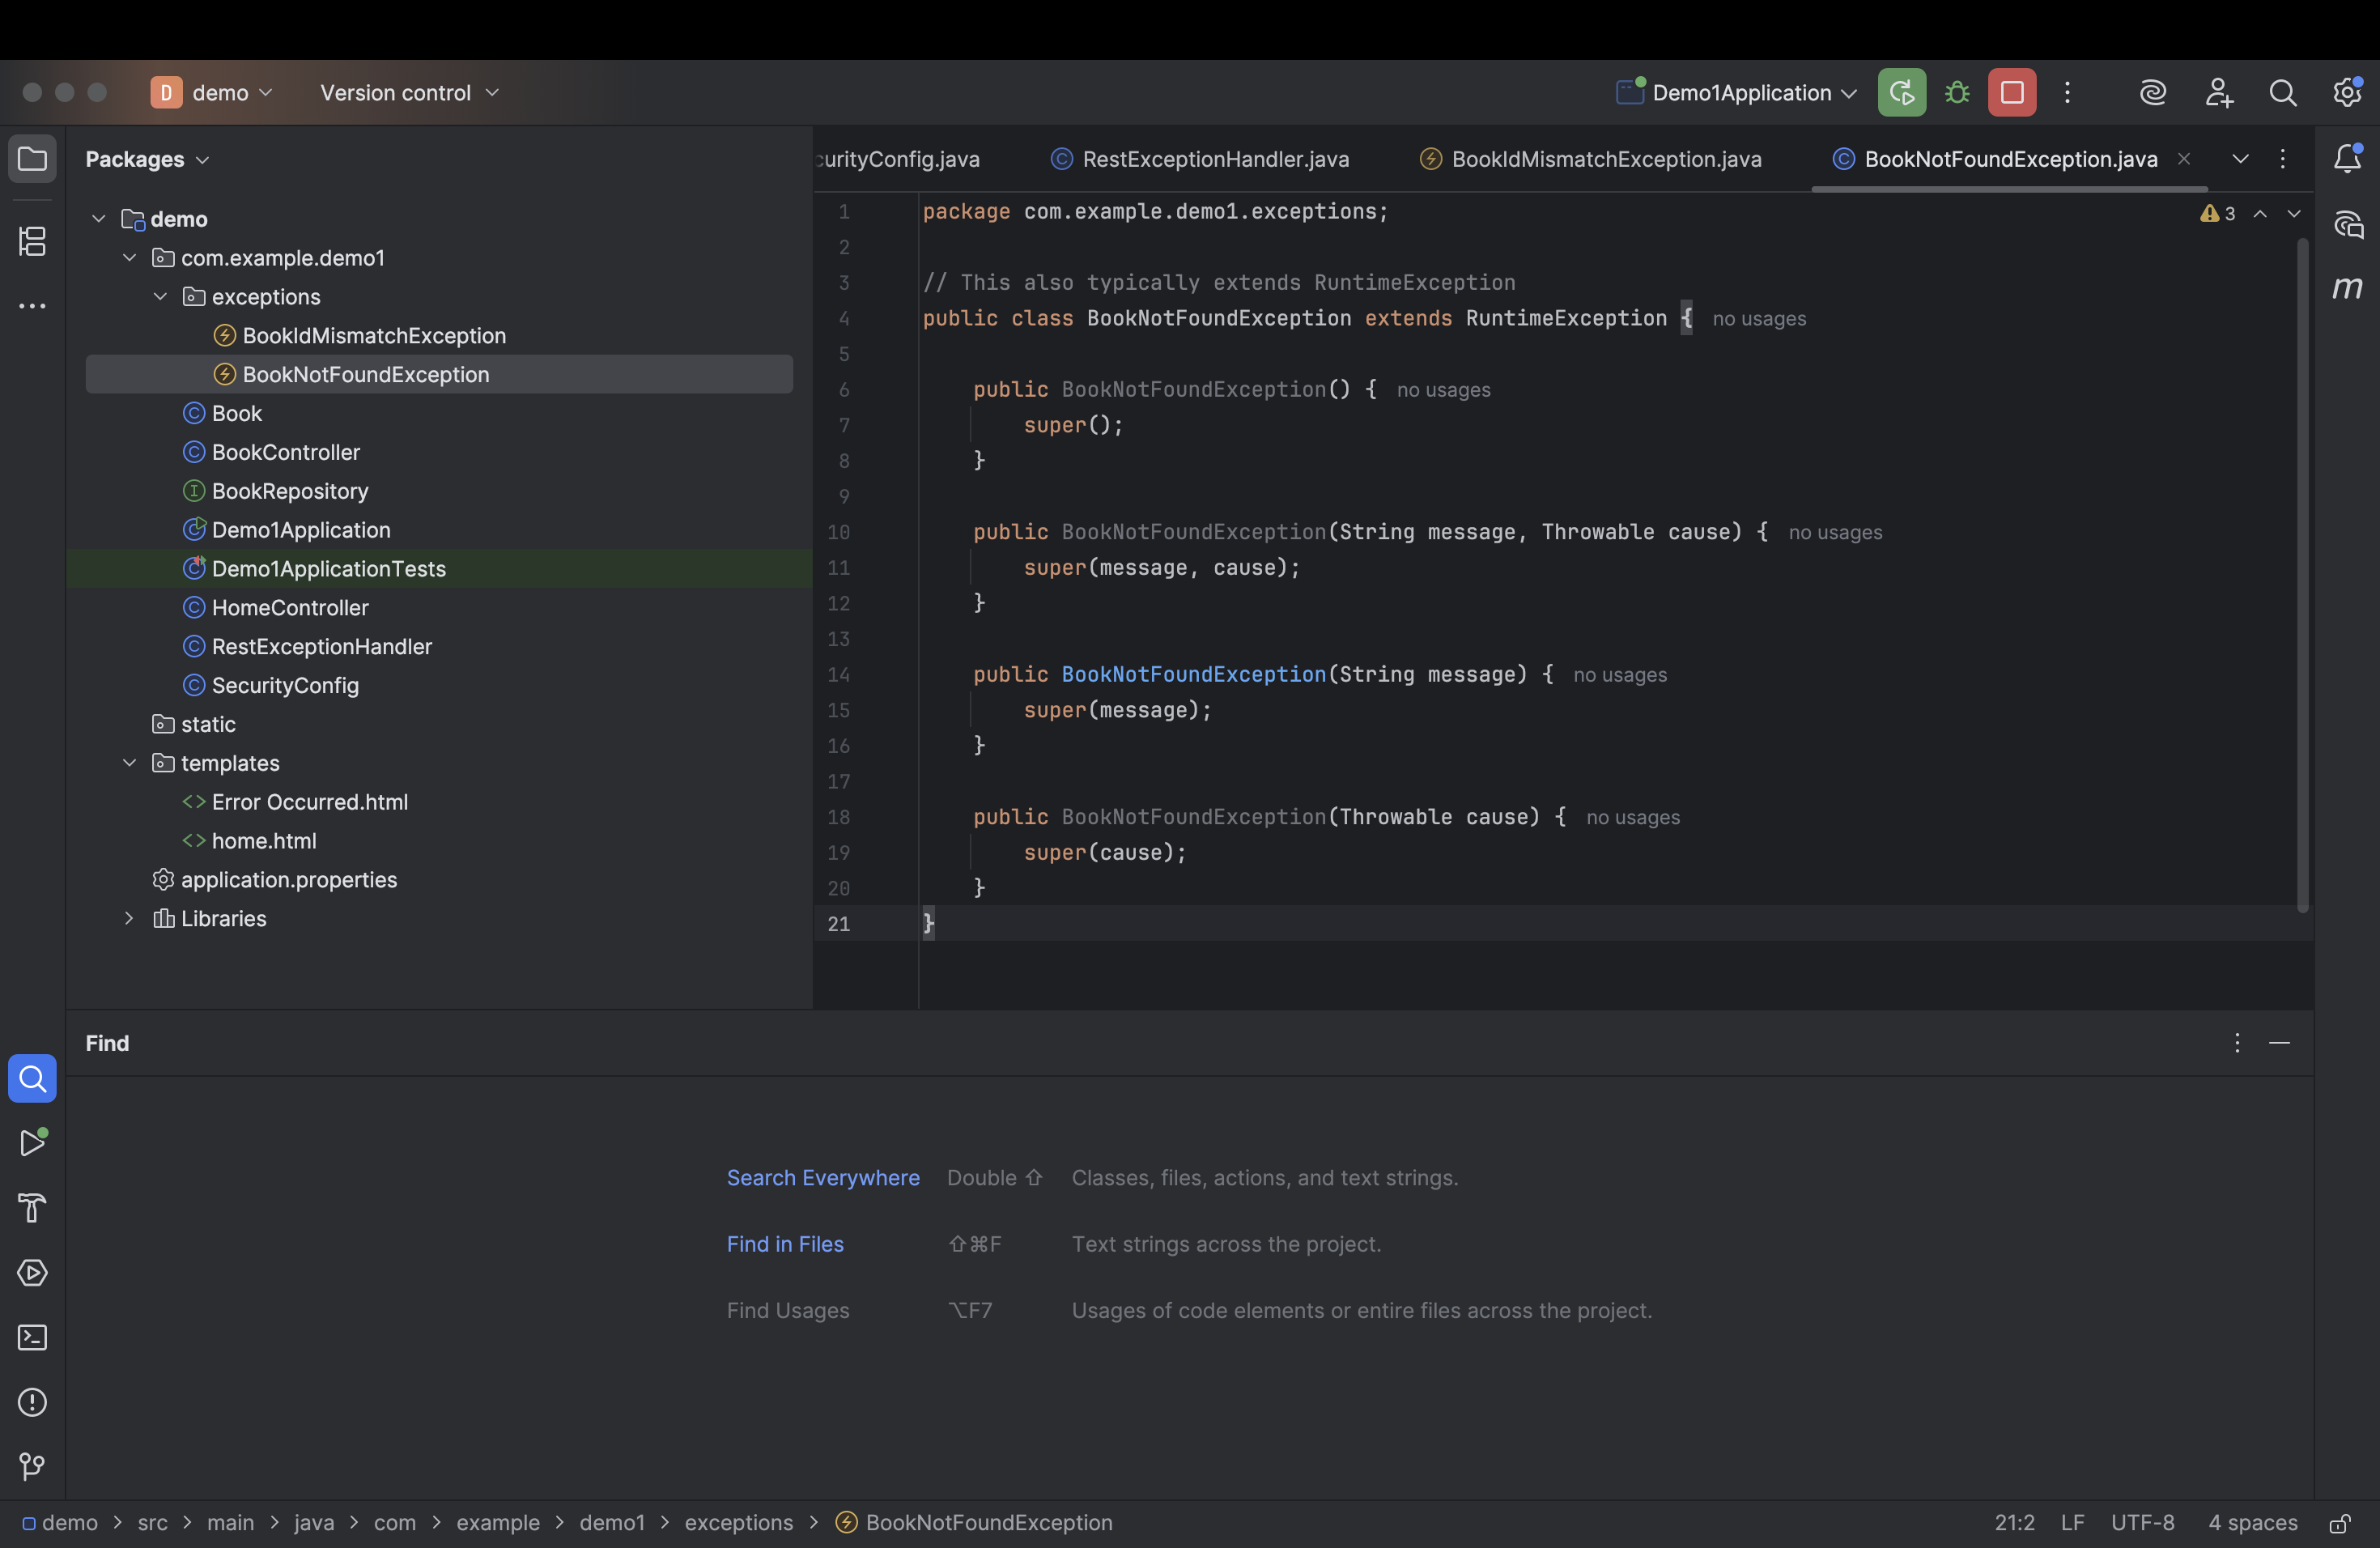 D demo Version control Demo1Application
Packages
curityConfig.java RestExceptionHandler.java BookIdMismatchException.java BookNotFoundException.java
demo
com.example.demo1
exceptions
BookIdMismatchException
BookNotFoundException
Book
BookController
BookRepository
Demo1Application
Demo1ApplicationTests
HomeController
RestExceptionHandler
SecurityConfig
static
templates
<> Error Occurred.html
<> home.html
application.properties
Libraries
3
1 package com.example.demo1.exceptions;
2
3 // This also typically extends RuntimeException
4 public class BookNotFoundException extends RuntimeException { no usages
5
6 public BookNotFoundException() { no usages
7 super();
8 }
9
10 public BookNotFoundException(String message, Throwable cause) { no usages
11 super(message, cause);
12 }
13
14 public BookNotFoundException(String message) { no usages
15 super(message);
16 }
17
18 public BookNotFoundException(Throwable cause) { no usages
19 super(cause);
20 }
21 }
m
Find
Search Everywhere Double ⇧ Classes, files, actions, and text strings.
Find in Files ⇧⌘F Text strings across the project.
Find Usages ⌥F7 Usages of code elements or entire files across the project.
demo > src > main > java > com > example > demo1 > exceptions > BookNotFoundException 21:2 LF UTF-8 4 spaces